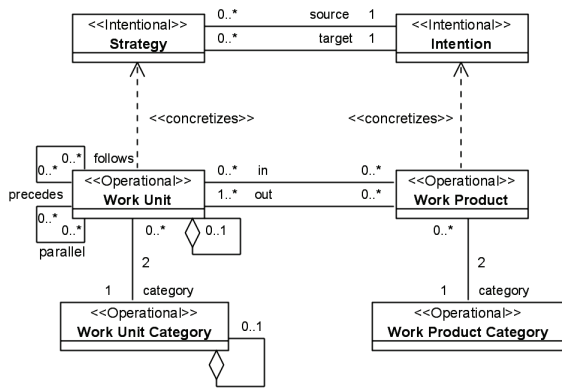 <<Intentional>>
Strategy
0..* source 1
0..* target 1
<<Intentional>>
Intention
<<concretizes>>
<<concretizes>>
0..* follows
0..*
precedes
0..*
0..*
parallel
<<Operational>>
Work Unit
0..* in 0..*
1..* out 0..*
<<Operational>>
Work Product
0..*
0..1
0..*
2
2
1 category
1 category
<<Operational>>
Work Unit Category
0..1
<<Operational>>
Work Product Category